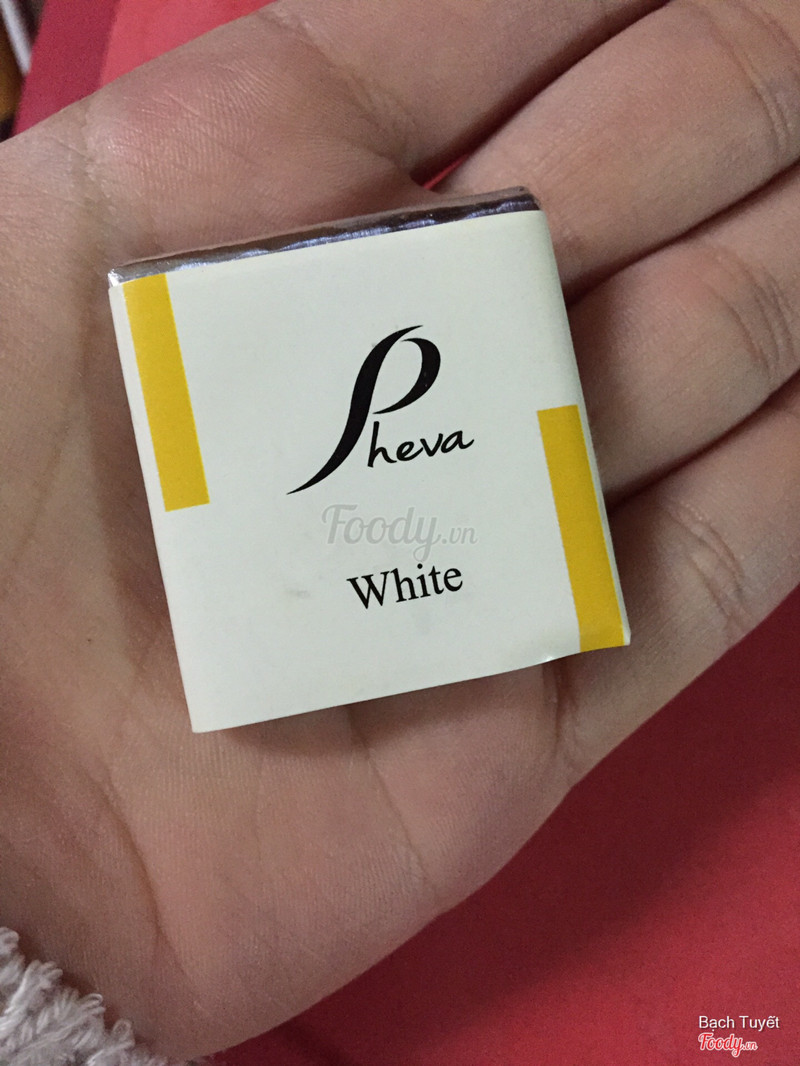 Pheva
Foody.vn
White
Bạch Tuyết
Foody.vn